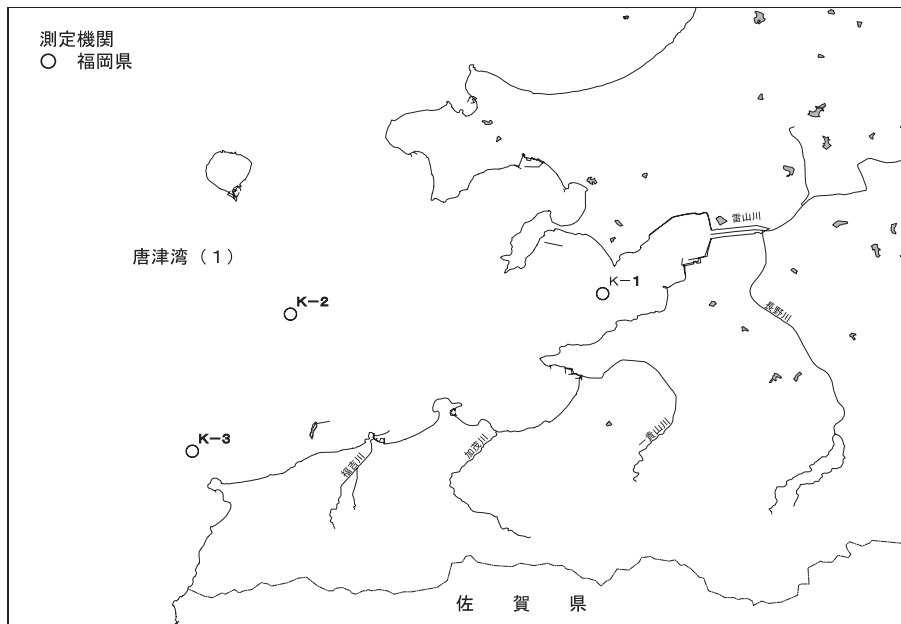 測定機関
○ 福岡県
雷山川
唐津湾（1）
K－1
K－2
長野川
K－3
福吉川
加茂川
一貴山川
佐 賀 県